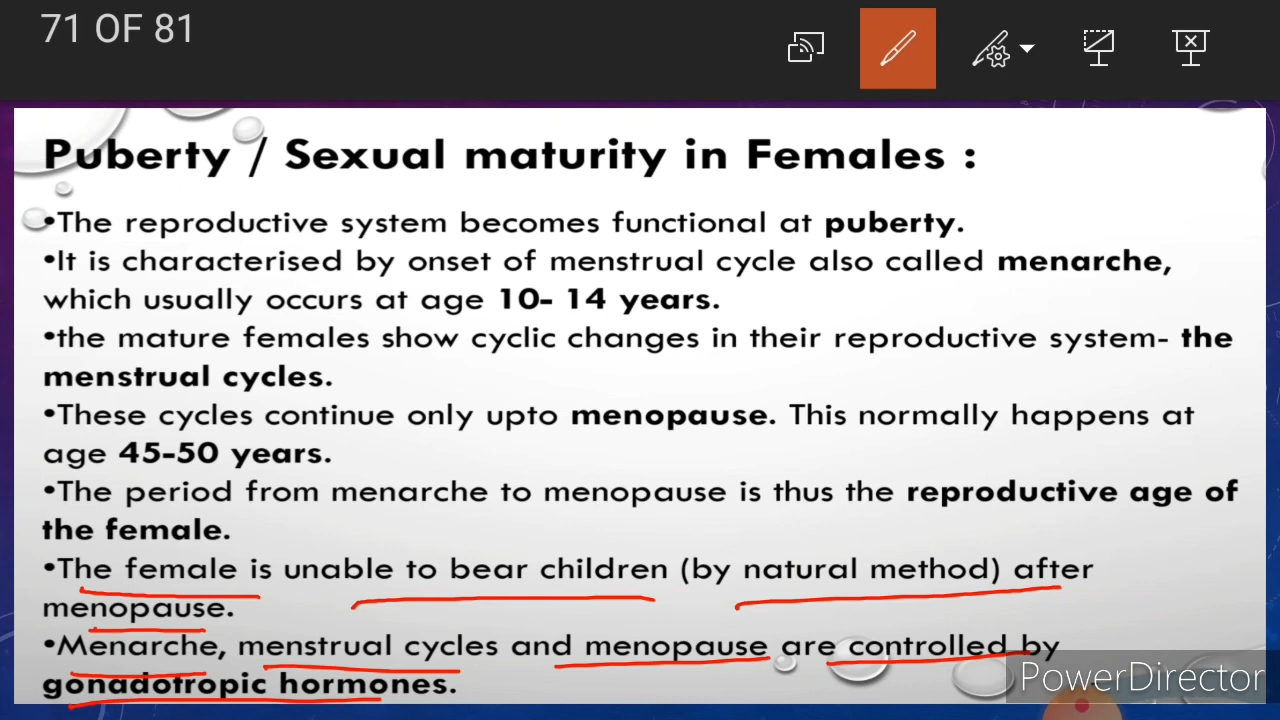 71 OF 81
Puberty / Sexual maturity in Females :
•The reproductive system becomes functional at puberty.
•It is characterised by onset of menstrual cycle also called menarche,
which usually occurs at age 10- 14 years.
•the mature females show cyclic changes in their reproductive system- the
menstrual cycles.
•These cycles continue only upto menopause. This normally happens at
age 45-50 years.
•The period from menarche to menopause is thus the reproductive age of
the female.
•The female is unable to bear children (by natural method) after
menopause.
•Menarche, menstrual cycles and menopause are controlled by
gonadotropic hormones.
PowerDirector